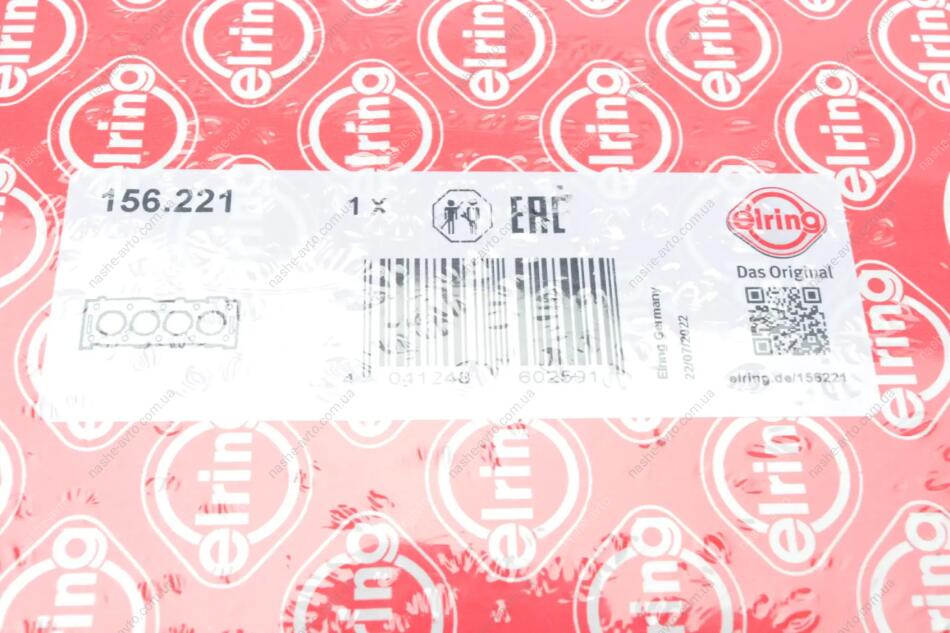 156.221
1 x
EAC
elring
Das Original
Elring Germany
22/07/2022
4 041248 602591
elring.de/156221